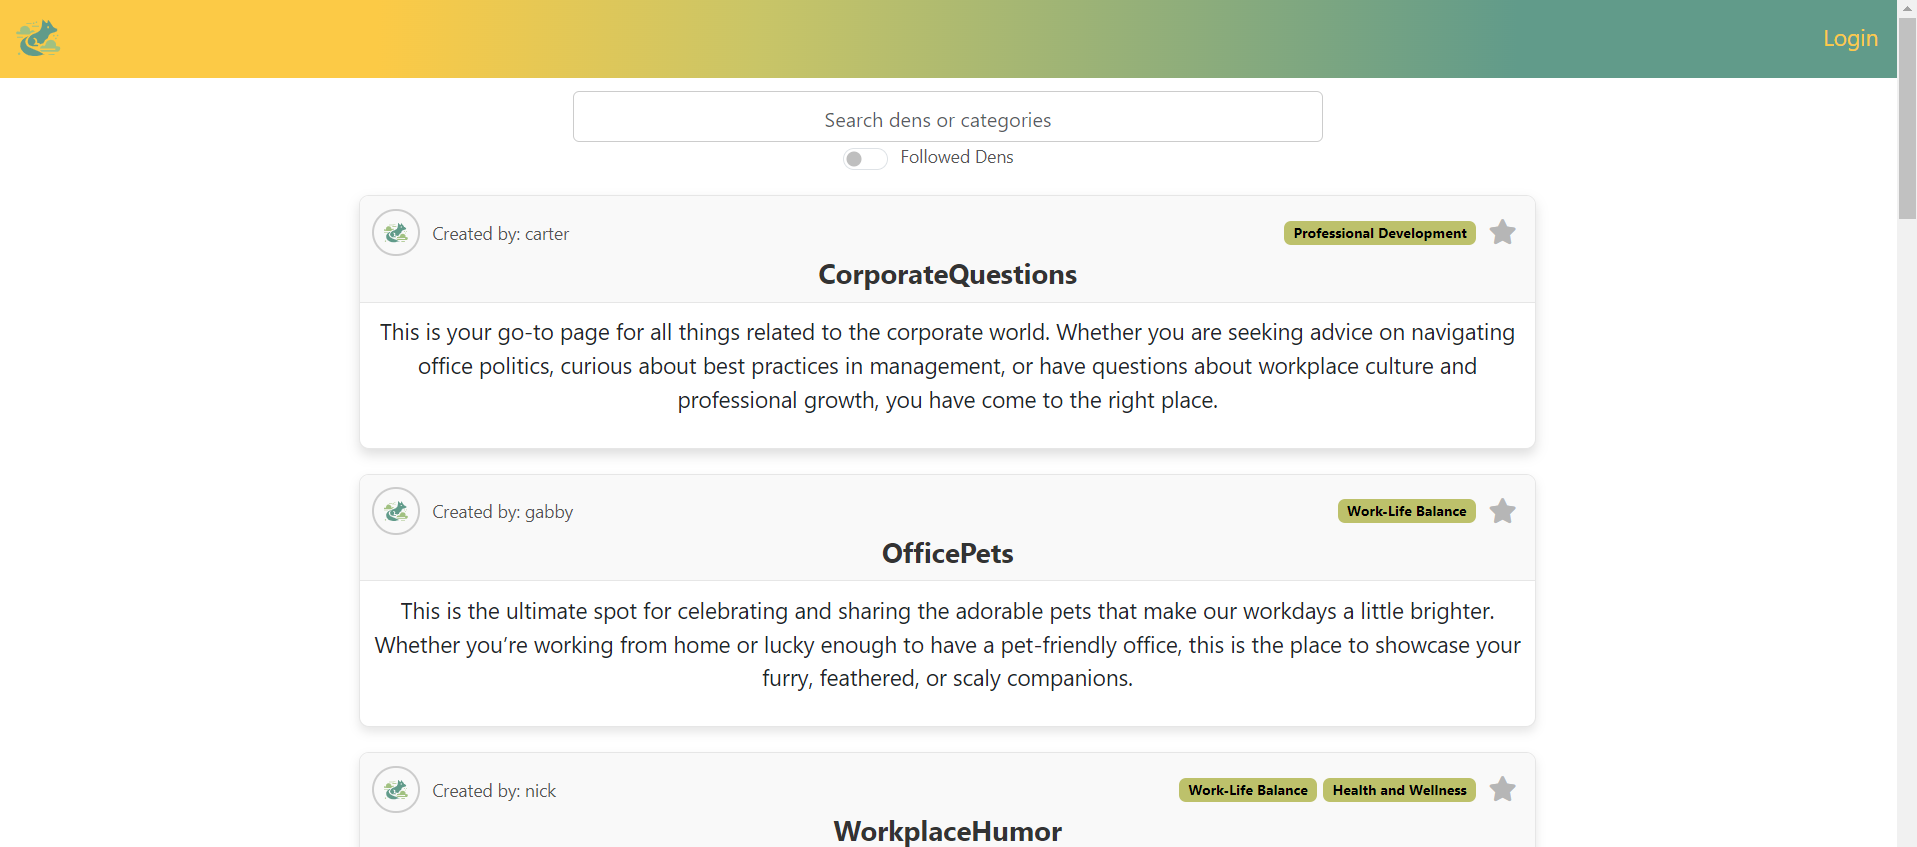 Login
Search dens or categories
Followed Dens
Created by: carter
Professional Development
CorporateQuestions
This is your go-to page for all things related to the corporate world. Whether you are seeking advice on navigating
office politics, curious about best practices in management, or have questions about workplace culture and
professional growth, you have come to the right place.
Created by: gabby
Work-Life Balance
OfficePets
This is the ultimate spot for celebrating and sharing the adorable pets that make our workdays a little brighter.
Whether you’re working from home or lucky enough to have a pet-friendly office, this is the place to showcase your
furry, feathered, or scaly companions.
Created by: nick
Work-Life Balance Health and Wellness
WorkplaceHumor